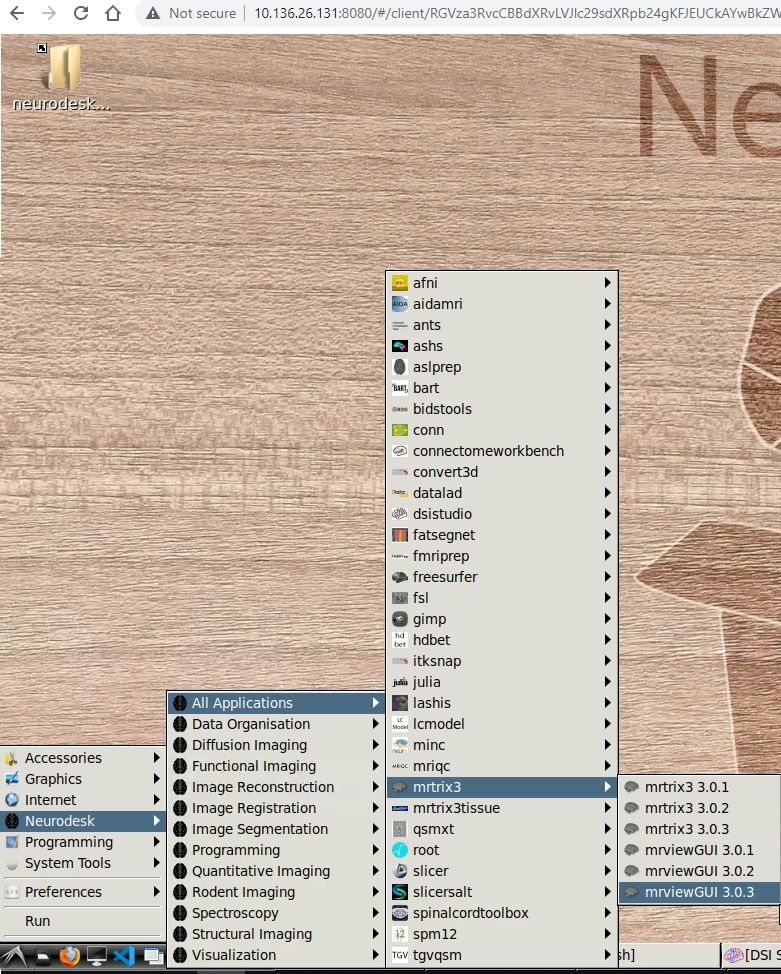 Not secure | 10.136.26.131:8080/#/client/RGVza3RvcCBBdXRvLVJlc29sdXRpb24gKFJEUCkAYwBkZW
neurodesk...
Ne
afni
aidamri
ants
ashs
aslprep
bart
bidstools
conn
connectomeworkbench
convert3d
datalad
dsistudio
fatsegnet
fmriprep
freesurfer
fsl
gimp
hdbet
itksnap
julia
lashis
lcmodel
minc
mriqc
mrtrix3
mrtrix3tissue
qsmxt
root
slicer
slicersalt
spinalcordtoolbox
spm12
tgvqsm
All Applications
Data Organisation
Diffusion Imaging
Functional Imaging
Image Reconstruction
Image Registration
Image Segmentation
Programming
Quantitative Imaging
Rodent Imaging
Spectroscopy
Structural Imaging
Visualization
Accessories
Graphics
Internet
Neurodesk
Programming
System Tools
Preferences
Run
mrtrix3 3.0.1
mrtrix3 3.0.2
mrtrix3 3.0.3
mrviewGUI 3.0.1
mrviewGUI 3.0.2
mrviewGUI 3.0.3
sh]
[DSI S